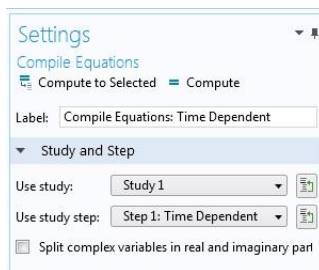 Settings
Compile Equations
Compute to Selected = Compute
Label: Compile Equations: Time Dependent
Study and Step
Use study: Study 1
Use study step: Step 1: Time Dependent
Split complex variables in real and imaginary part